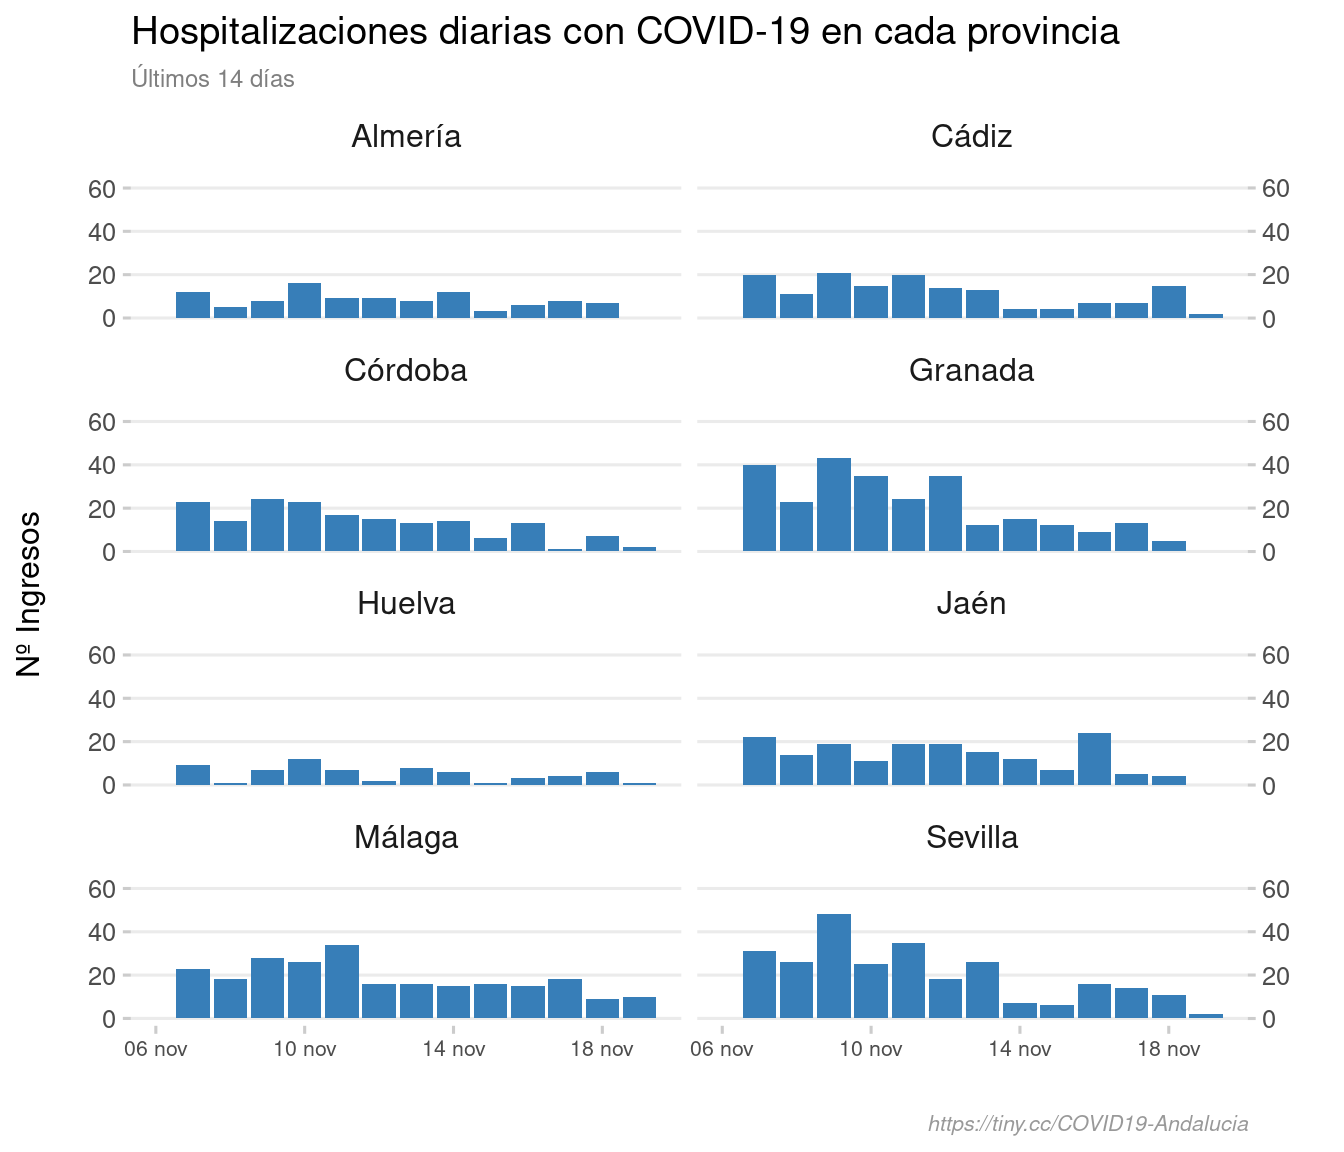 Hospitalizaciones diarias con COVID-19 en cada provincia
Últimos 14 días
Almería
Cádiz
60
40
20
0
60
40
20
0
Córdoba
Granada
60
40
20
0
60
40
20
0
Nº Ingresos
Huelva
Jaén
60
40
20
0
60
40
20
0
Málaga
Sevilla
60
40
20
0
60
40
20
0
06 nov 10 nov 14 nov 18 nov
06 nov 10 nov 14 nov 18 nov
https://tiny.cc/COVID19-Andalucia